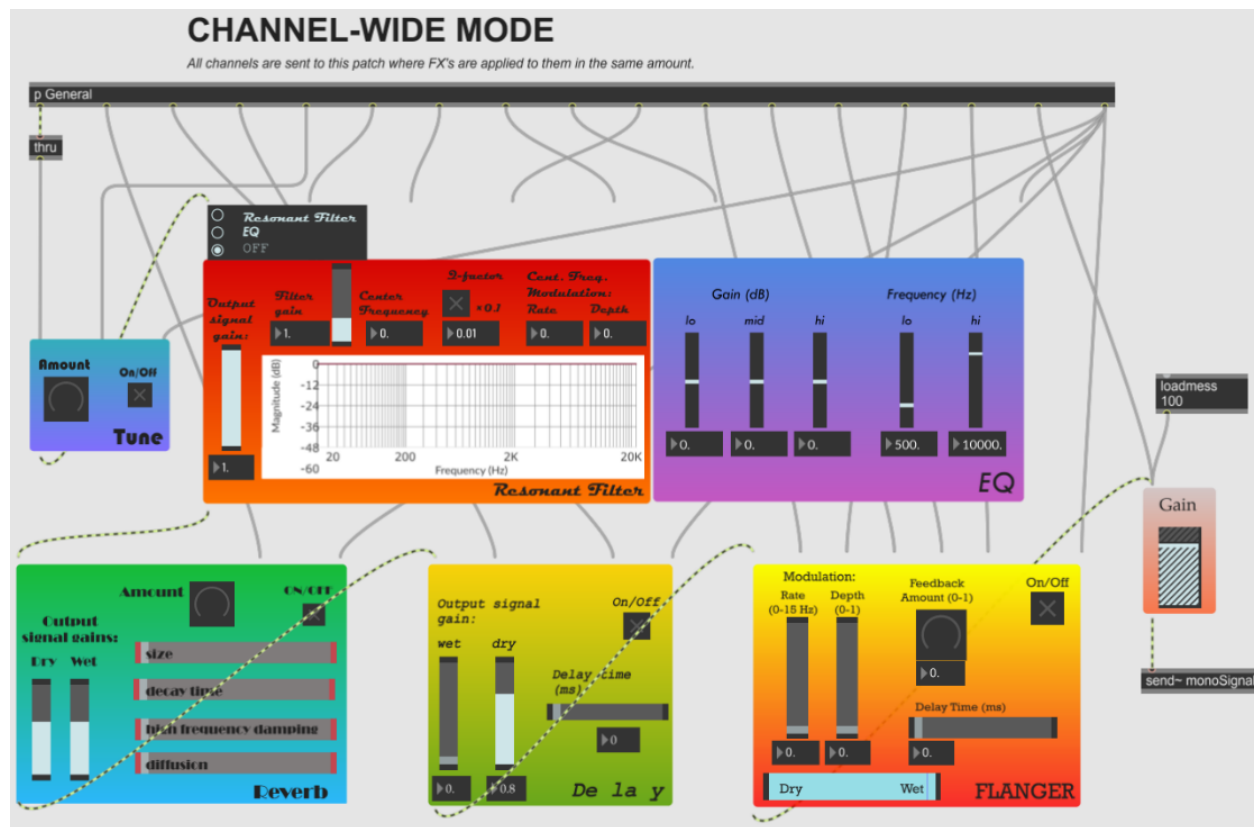 CHANNEL-WIDE MODE
All channels are sent to this patch where FX's are applied to them in the same amount.
p General
thru
Resonant Filter
EQ
OFF
Amount
On/Off
Tune
Output
signal
gain:
1.
Filter
gain
1.
Center
Frequency
0.
Q-factor
×0.1
0.01
Cent. Freq.
Modulation:
Rate
Depth
0.
0.
Magnitude (dB)
0
-12
-24
-36
-48
-60
20
200
2K
20K
Frequency (Hz)
Resonant Filter
Gain (dB)
lo
mid
hi
0.
0.
0.
Frequency (Hz)
lo
hi
500.
10000.
EQ
loadmess
100
Gain
send~ monoSignal
Amount
ON/OFF
Output
signal gains:
Dry Wet
size
decay time
high frequency damping
diffusion
Reverb
Output signal
gain:
wet
dry
On/Off
Delay time
(ms)
0
0.
0.8
Delay
Modulation:
Rate
(0-15 Hz)
Depth
(0-1)
Feedback
Amount (0-1)
On/Off
0.
Delay Time (ms)
0.
0.
0.
Dry
Wet
FLANGER